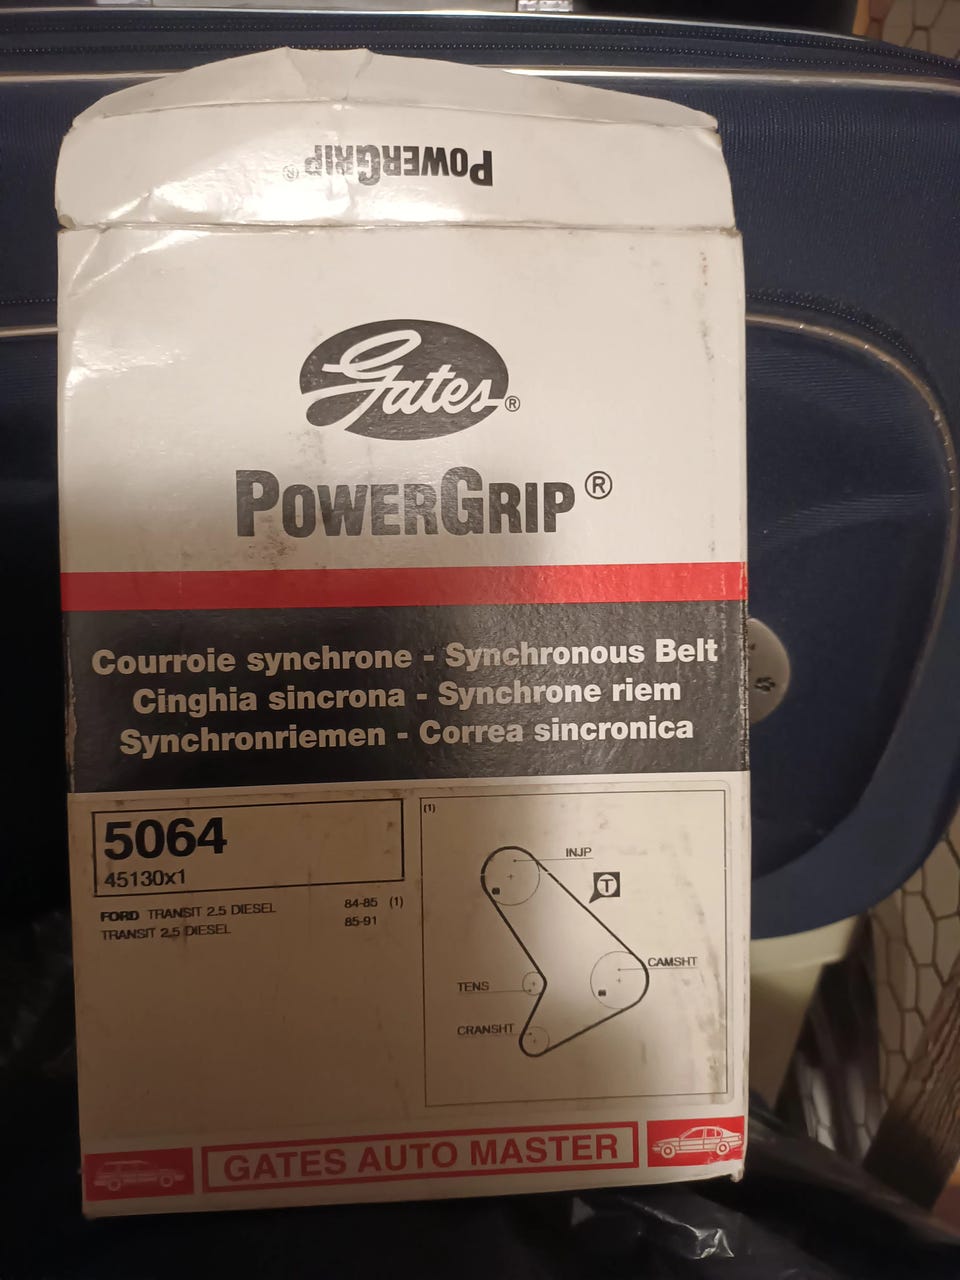 POWERGRIP®
Gates®
POWERGRIP®
Courroie synchrone - Synchronous Belt
Cinghia sincrona - Synchrone riem
Synchronriemen - Correa sincronica
5064
45130x1
FORD TRANSIT 2.5 DIESEL 84-85 (1)
TRANSIT 2.5 DIESEL 85-91
(1)
INJP
T
CAMSHT
TENS
CRANSHT
GATES AUTO MASTER